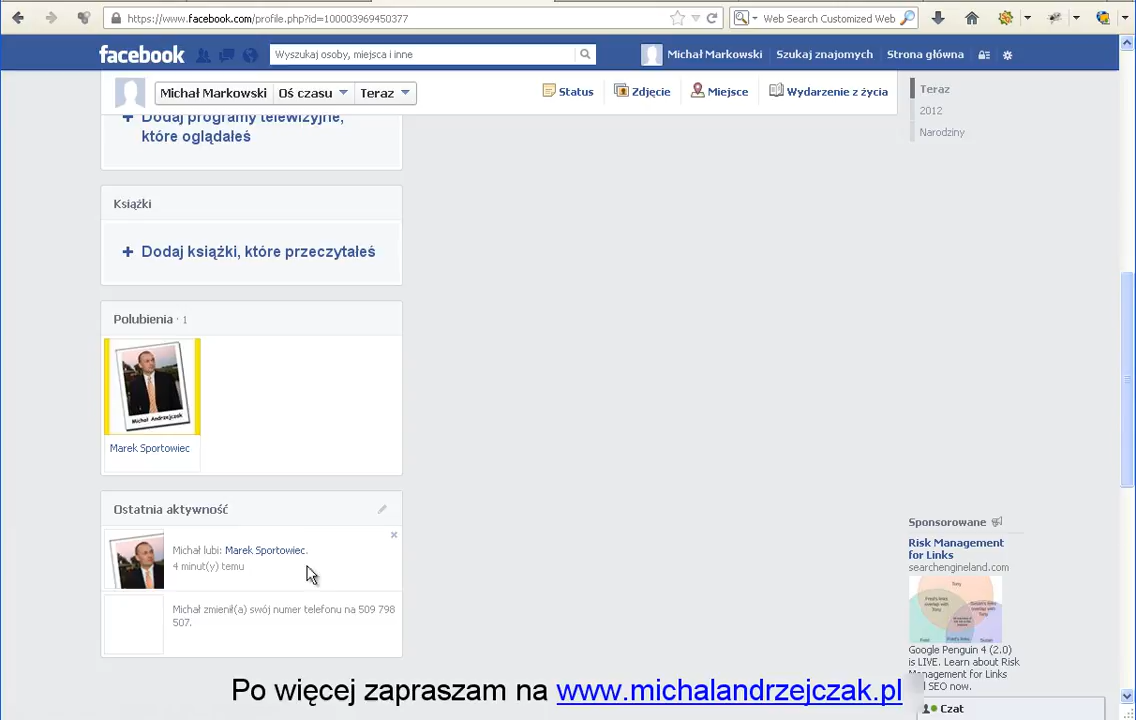 https://www.facebook.com/profile.php?id=100003969450377
Web Search Customized Web
facebook
Wyszukaj osoby, miejsca i inne
Michał Markowski
Szukaj znajomych
Strona główna
Michał Markowski
Oś czasu
Teraz
Status
Zdjęcie
Miejsce
Wydarzenie z życia
Teraz
2012
Narodziny
+ Dodaj programy telewizyjne,
które oglądałeś
Książki
+ Dodaj książki, które przeczytałeś
Polubienia · 1
Michał Andrzejczak
Marek Sportowiec
Ostatnia aktywność
Michał lubi: Marek Sportowiec.
4 minut(y) temu
Michał zmienił(a) swój numer telefonu na 509 798
507.
Sponsorowane
Risk Management
for Links
searchengineland.com
Google Penguin 4 (2.0)
is LIVE. Learn about Risk
Management for Links
SEO now.
Czat
Po więcej zapraszam na www.michalandrzejczak.pl